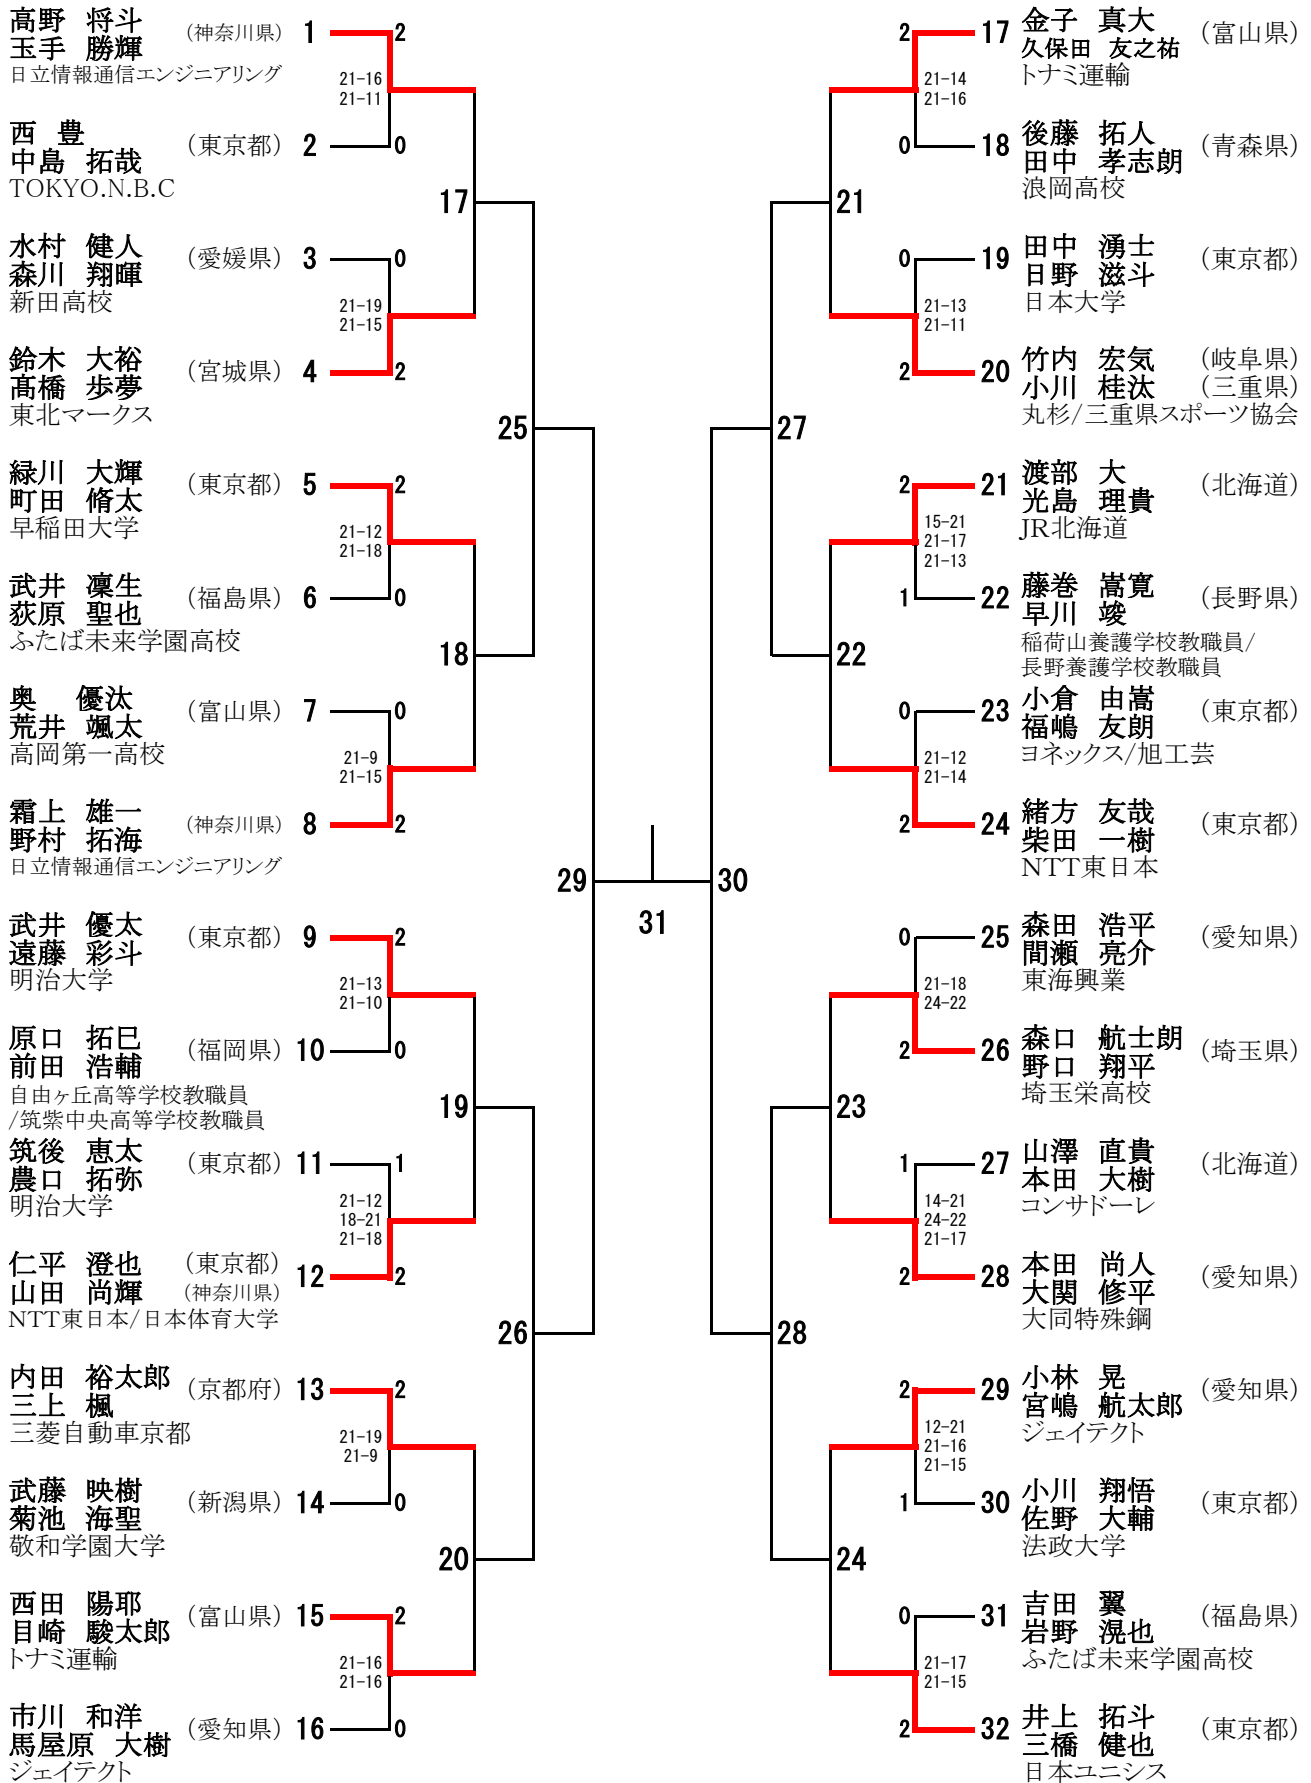 高野 将斗 (神奈川県) 1 2
玉手 勝輝
日立情報通信エンジニアリング
21-16
21-11
西 豊 (東京都) 2 0
中島 拓哉
TOKYO.N.B.C
17
水村 健人 (愛媛県) 3 0
森川 翔暉
新田高校
21-19
21-15
鈴木 大裕 (宮城県) 4 2
髙橋 歩夢
東北マークス
25
緑川 大輝 (東京都) 5 2
町田 脩太
早稲田大学
21-12
21-18
武井 凛生 (福島県) 6 0
荻原 聖也
ふたば未来学園高校
18
奥 優汰 (富山県) 7 0
荒井 颯太
高岡第一高校
21-9
21-15
霜上 雄一 (神奈川県) 8 2
野村 拓海
日立情報通信エンジニアリング
29
武井 優太 (東京都) 9 2
遠藤 彩斗
明治大学
21-13
21-10
原口 拓巳 (福岡県) 10 0
前田 浩輔
自由ヶ丘高等学校教職員
/筑紫中央高等学校教職員
19
筑後 恵太 (東京都) 11 1
農口 拓弥
明治大学
21-12
18-21
21-18
仁平 澄也 (東京都) 12 2
山田 尚輝 (神奈川県)
NTT東日本/日本体育大学
26
内田 裕太郎 (京都府) 13 2
三上 楓
三菱自動車京都
21-19
21-9
武藤 映樹 (新潟県) 14 0
菊池 海聖
敬和学園大学
20
西田 陽耶 (富山県) 15 2
目崎 駿太郎
トナミ運輸
21-16
21-16
市川 和洋 (愛知県) 16 0
馬屋原 大樹
ジェイテクト
31
2 17 金子 真大 (富山県)
久保田 友之祐
トナミ運輸
21-14
21-16
0 18 後藤 拓人 (青森県)
田中 孝志朗
浪岡高校
21
0 19 田中 湧士 (東京都)
日野 滋斗
日本大学
21-13
21-11
2 20 竹内 宏気 (岐阜県)
小川 桂汰 (三重県)
丸杉/三重県スポーツ協会
27
2 21 渡部 大 (北海道)
光島 理貴
JR北海道
15-21
21-17
21-13
1 22 藤巻 嵩寛 (長野県)
早川 竣
稲荷山養護学校教職員/
長野養護学校教職員
22
0 23 小倉 由嵩 (東京都)
福嶋 友朗
ヨネックス/旭工芸
21-12
21-14
2 24 緒方 友哉 (東京都)
柴田 一樹
NTT東日本
30
0 25 森田 浩平 (愛知県)
間瀬 亮介
東海興業
21-18
24-22
2 26 森口 航士朗 (埼玉県)
野口 翔平
埼玉栄高校
23
1 27 山澤 直貴 (北海道)
本田 大樹
コンサドーレ
14-21
24-22
21-17
2 28 本田 尚人 (愛知県)
大関 修平
大同特殊鋼
28
2 29 小林 晃 (愛知県)
宮嶋 航太郎
ジェイテクト
12-21
21-16
21-15
1 30 小川 翔悟 (東京都)
佐野 大輔
法政大学
24
0 31 吉田 翼 (福島県)
岩野 滉也
ふたば未来学園高校
21-17
21-15
2 32 井上 拓斗 (東京都)
三橋 健也
日本ユニシス